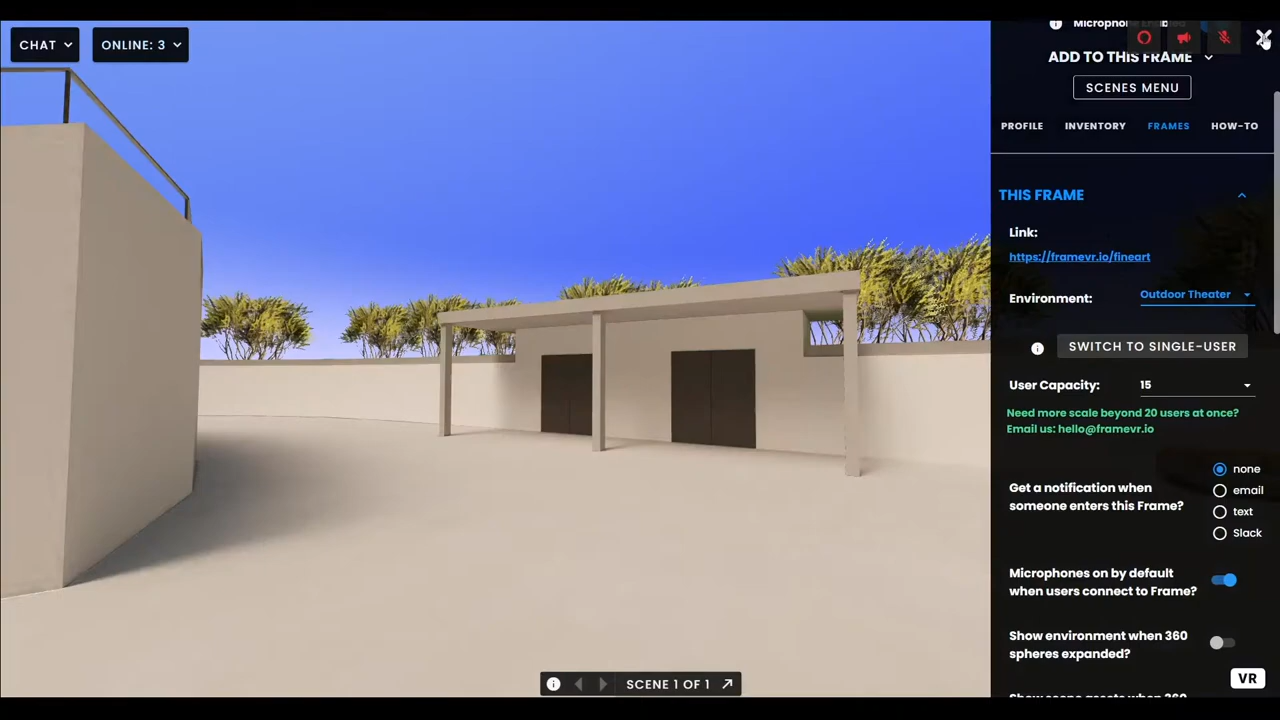 CHAT
ONLINE: 3
Microphone Enabled
ADD TO THIS FRAME
SCENES MENU
PROFILE INVENTORY FRAMES HOW-TO
THIS FRAME
Link:
https://framevr.io/fineart
Environment: Outdoor Theater
SWITCH TO SINGLE-USER
User Capacity: 15
Need more scale beyond 20 users at once?
Email us: hello@framevr.io
Get a notification when
someone enters this Frame?
none
email
text
Slack
Microphones on by default
when users connect to Frame?
Show environment when 360
spheres expanded?
VR
SCENE 1 OF 1